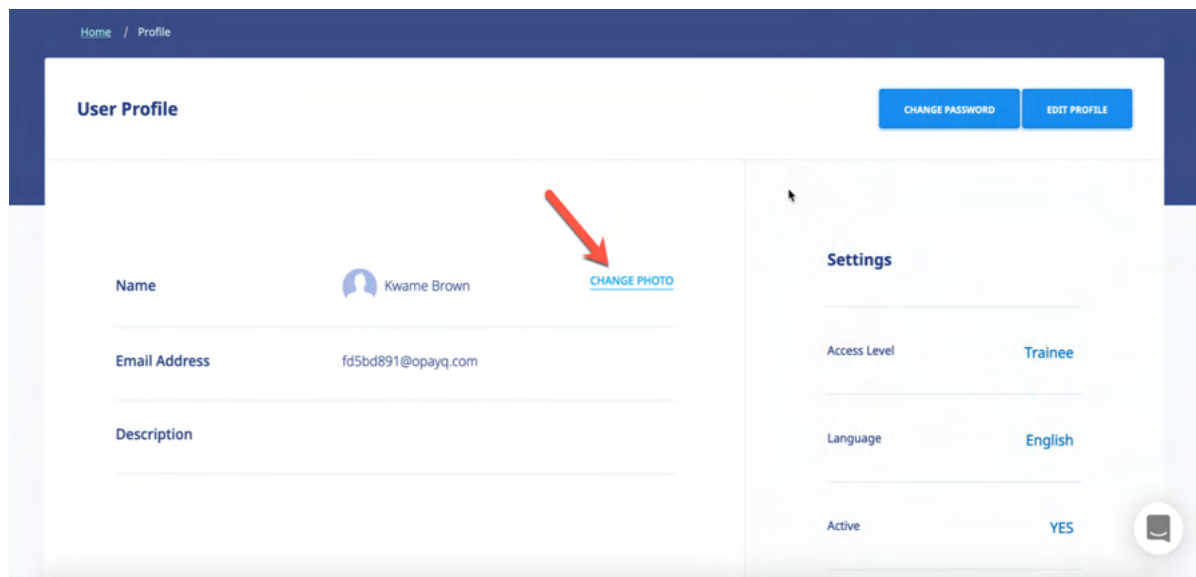 Home / Profile
User Profile
CHANGE PASSWORD
EDIT PROFILE
Name
Kwame Brown
CHANGE PHOTO
Email Address
fd5bd891@opayq.com
Description
Settings
Access Level
Trainee
Language
English
Active
YES